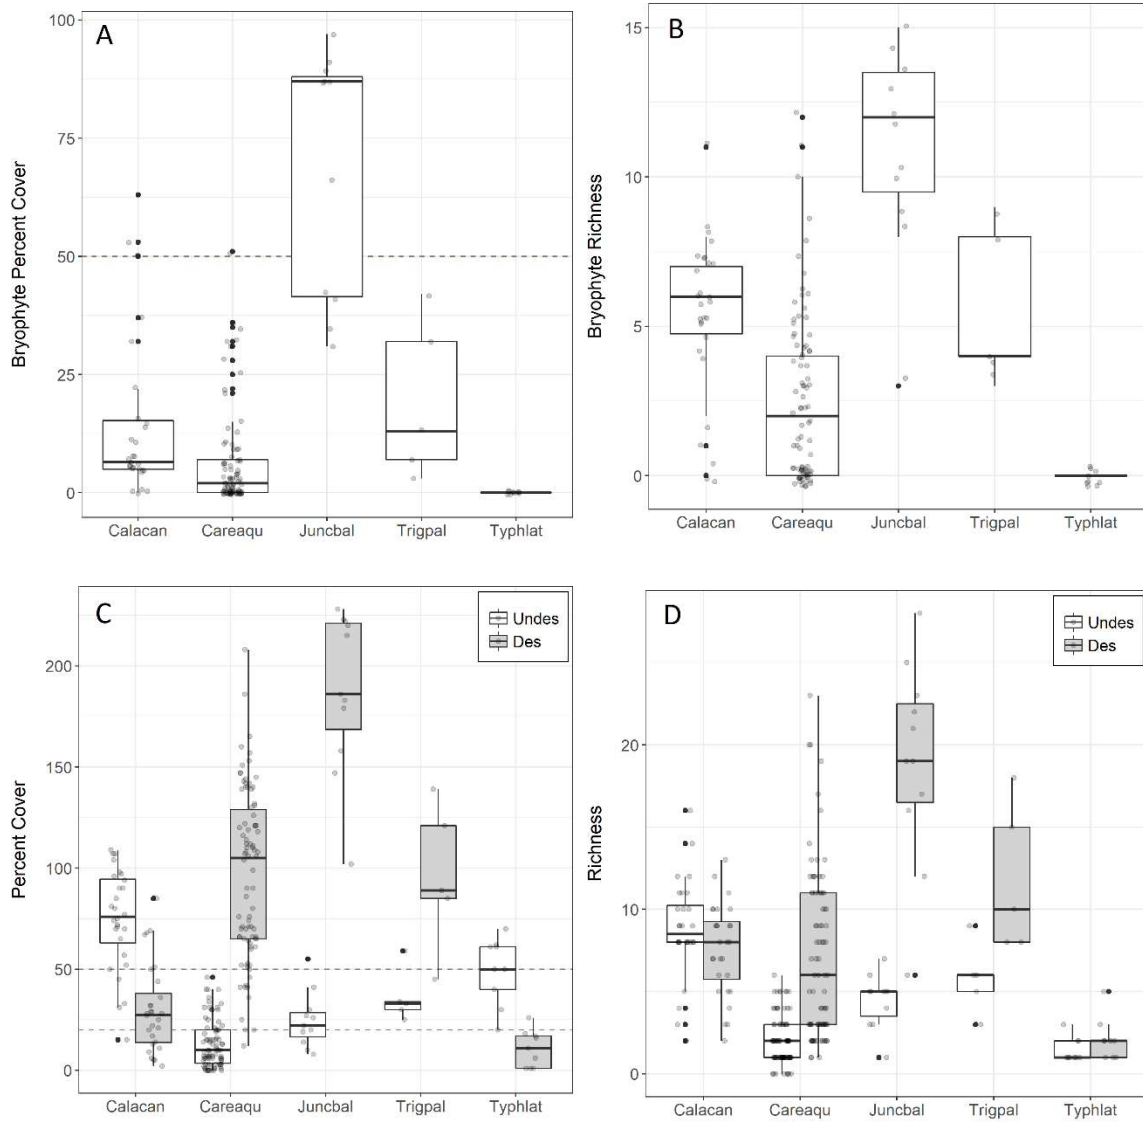 A
Bryophyte Percent Cover
100
75
50
25
0
Calacan Careaqu Juncbal Trigpal Typhlat
B
Bryophyte Richness
15
10
5
0
Calacan Careaqu Juncbal Trigpal Typhlat
C
Undes
Des
Percent Cover
200
150
100
50
0
Calacan Careaqu Juncbal Trigpal Typhlat
D
Undes
Des
Richness
20
10
0
Calacan Careaqu Juncbal Trigpal Typhlat